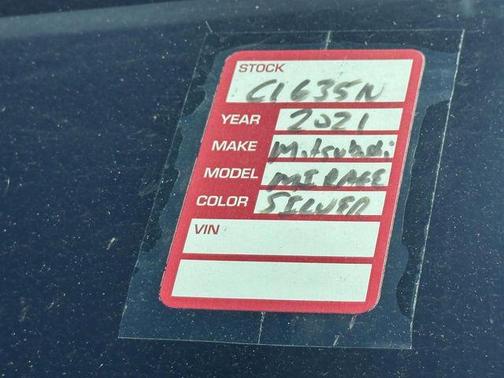 STOCK
C1635N
YEAR 2021
MAKE Mitsubishi
MODEL MIRAGE
COLOR SILVER
VIN